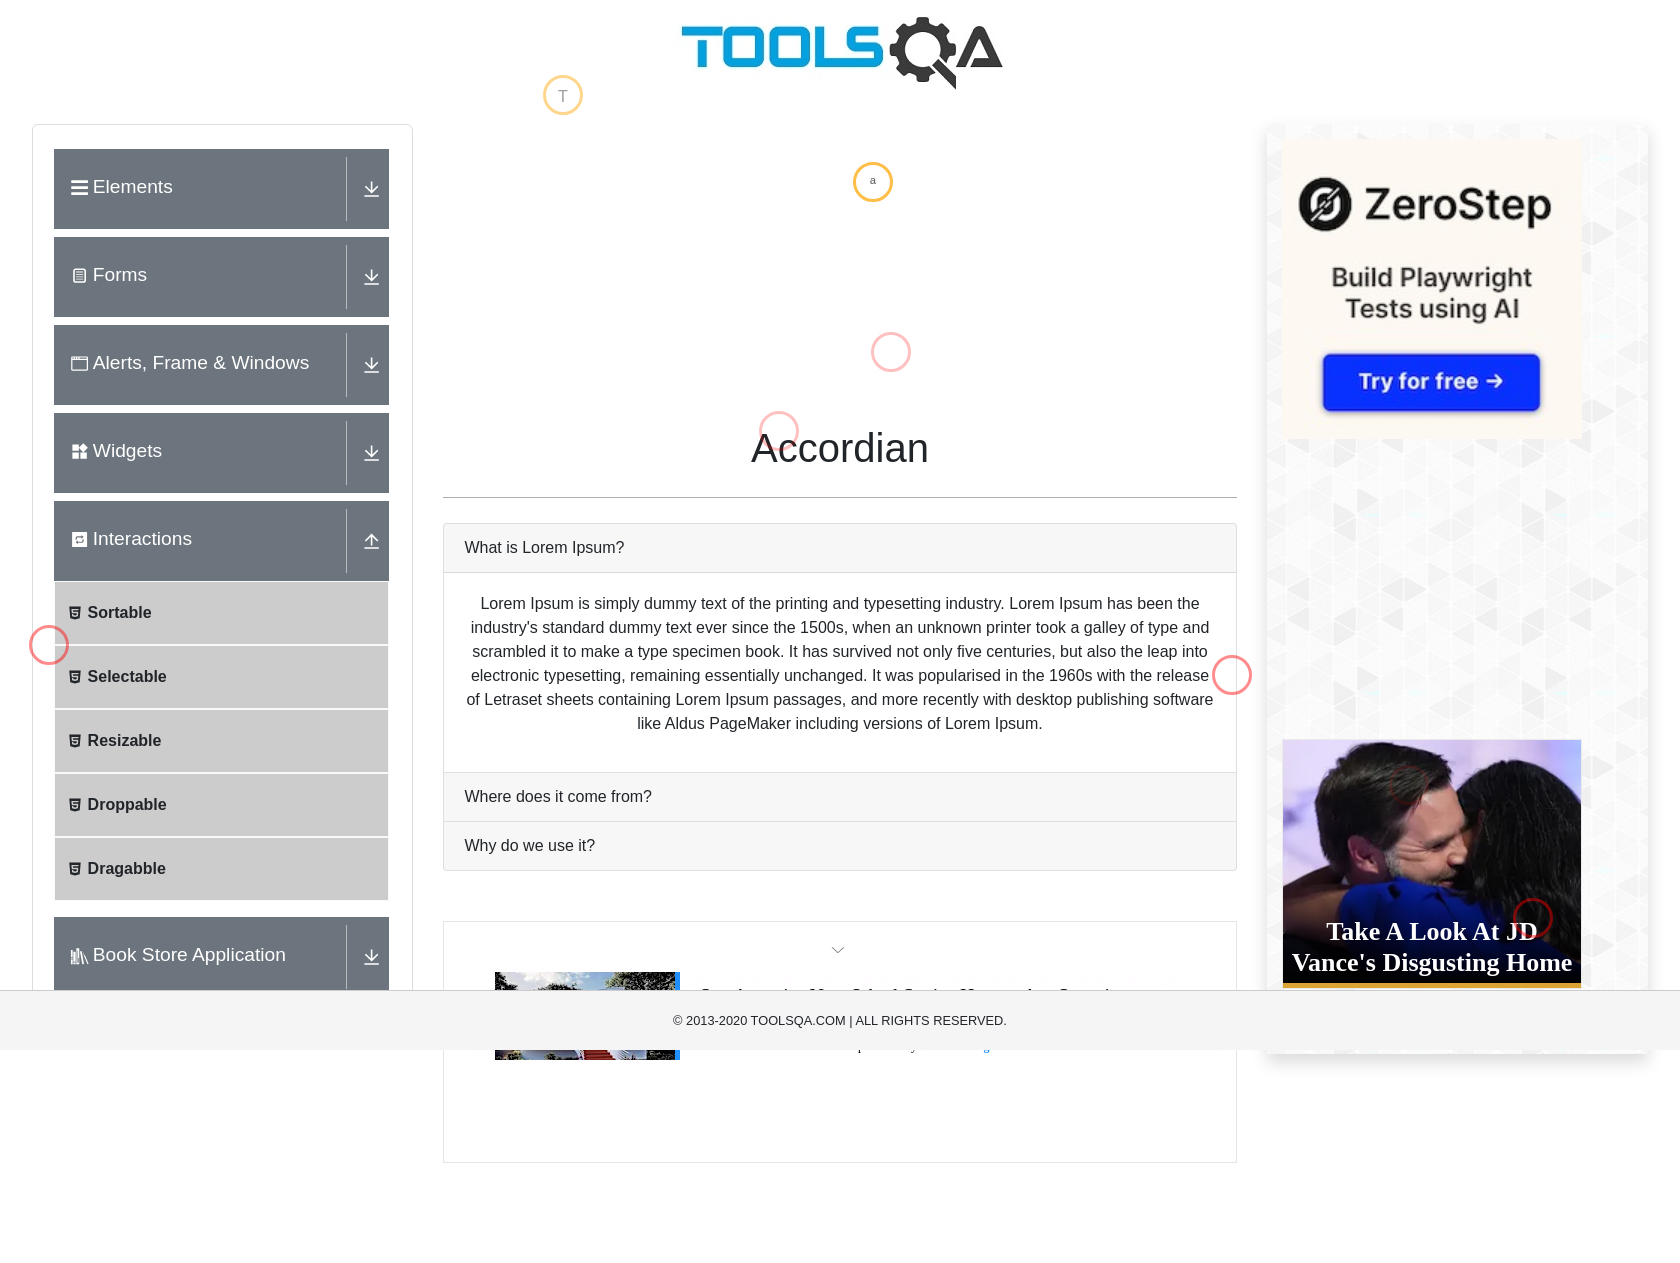 TOOLSQA
T
a
Elements
Forms
Alerts, Frame & Windows
Widgets
Interactions
Sortable
Selectable
Resizable
Droppable
Dragabble
Book Store Application
Accordian
What is Lorem Ipsum?
Lorem Ipsum is simply dummy text of the printing and typesetting industry. Lorem Ipsum has been the
industry's standard dummy text ever since the 1500s, when an unknown printer took a galley of type and
scrambled it to make a type specimen book. It has survived not only five centuries, but also the leap into
electronic typesetting, remaining essentially unchanged. It was popularised in the 1960s with the release
of Letraset sheets containing Lorem Ipsum passages, and more recently with desktop publishing software
like Aldus PageMaker including versions of Lorem Ipsum.
Where does it come from?
Why do we use it?
ZeroStep
Build Playwright
Tests using AI
Try for free →
Take A Look At JD
Vance's Disgusting Home
© 2013-2020 TOOLSQA.COM | ALL RIGHTS RESERVED.